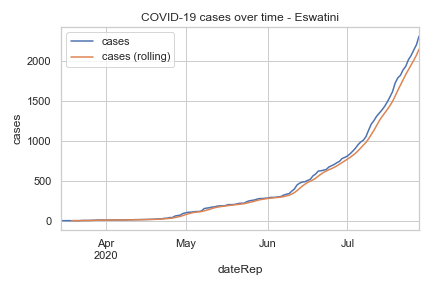 COVID-19 cases over time - Eswatini
cases
cases (rolling)
cases
2000
1500
1000
500
0
Apr
2020
May
Jun
Jul
dateRep